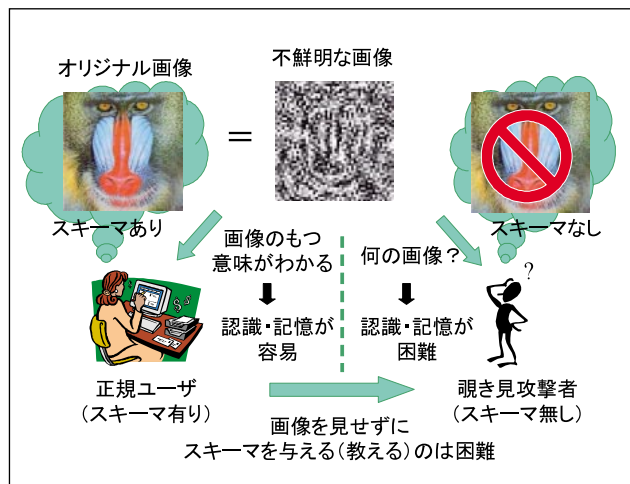 オリジナル画像
不鮮明な画像
=
スキーマあり
スキーマなし
画像のもつ
意味がわかる
何の画像？
?
認識・記憶が
容易
認識・記憶が
困難
正規ユーザ
(スキーマ有り)
覗き見攻撃者
(スキーマ無し)
画像を見せずに
スキーマを与える(教える)のは困難